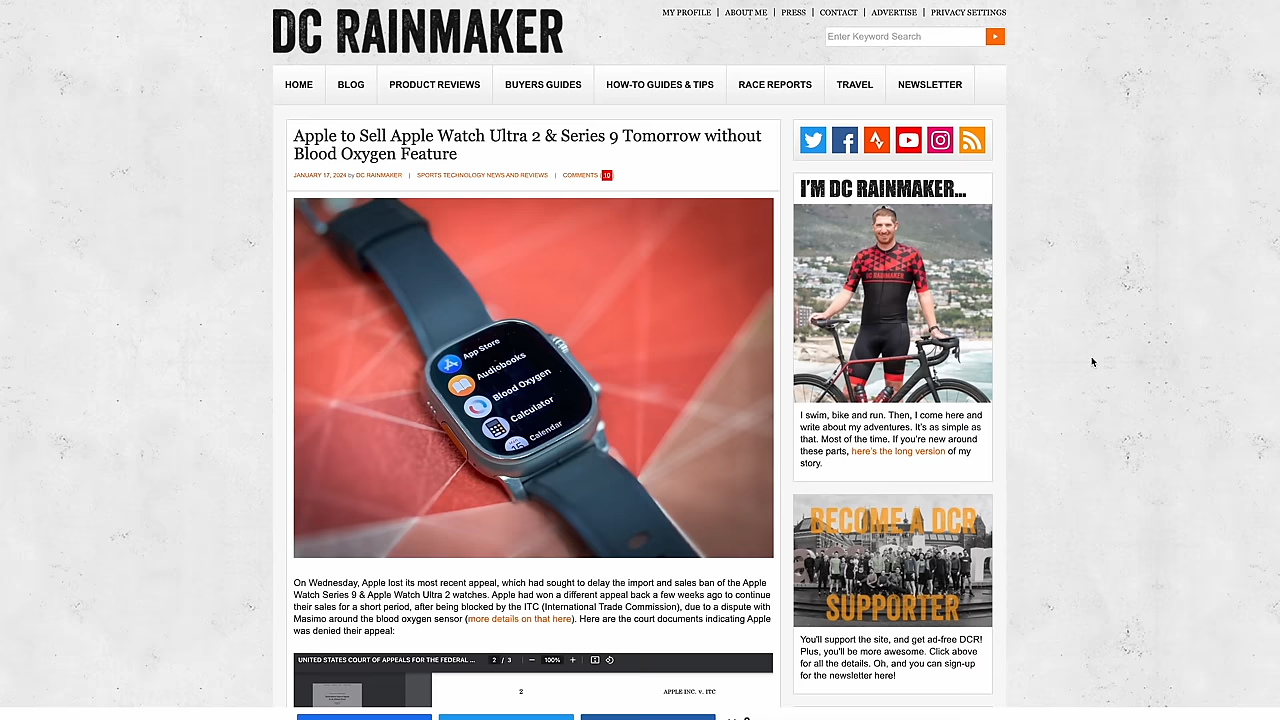 MY PROFILE | ABOUT ME | PRESS | CONTACT | ADVERTISE | PRIVACY SETTINGS
DC RAINMAKER
Enter Keyword Search
HOME BLOG PRODUCT REVIEWS BUYERS GUIDES HOW-TO GUIDES & TIPS RACE REPORTS TRAVEL NEWSLETTER
Apple to Sell Apple Watch Ultra 2 & Series 9 Tomorrow without
Blood Oxygen Feature
JANUARY 17, 2024 by DC RAINMAKER | SPORTS TECHNOLOGY NEWS AND REVIEWS | COMMENTS (10)
App Store
Audiobooks
Blood Oxygen
Calculator
Calendar
On Wednesday, Apple lost its most recent appeal, which had sought to delay the import and sales ban of the Apple
Watch Series 9 & Apple Watch Ultra 2 watches. Apple had won a different appeal back a few weeks ago to continue
their sales for a short period, after being blocked by the ITC (International Trade Commission), due to a dispute with
Masimo around the blood oxygen sensor (more details on that here). Here are the court documents indicating Apple
was denied their appeal:
UNITED STATES COURT OF APPEALS FOR THE FEDERAL ... 2 / 3 100%
2 APPLE INC. v. ITC
I'M DC RAINMAKER...
DC RAINMAKER
I swim, bike and run. Then, I come here and
write about my adventures. It's as simple as
that. Most of the time. If you're new around
these parts, here's the long version of my
story.
BECOME A DCR
SUPPORTER
You'll support the site, and get ad-free DCR!
Plus, you'll be more awesome. Click above
for all the details. Oh, and you can sign-up
for the newsletter here!